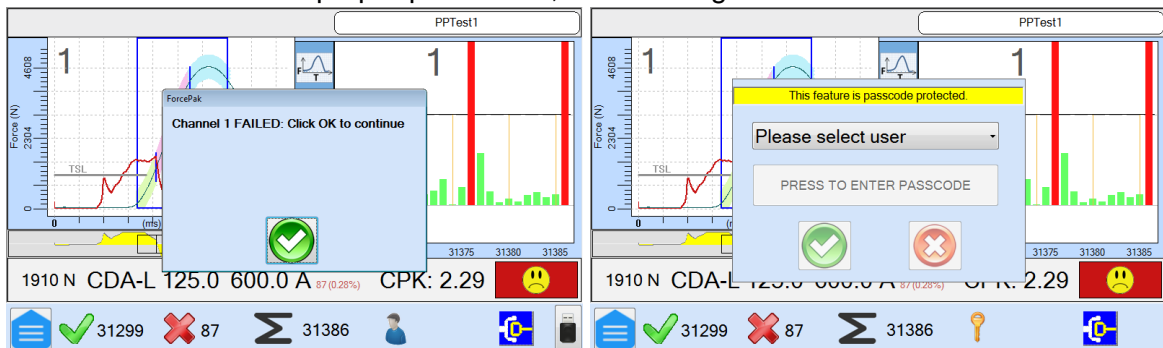 PPTest1
1
4608
Force (N)
2304
0
TSL
0
(ms)
F
T
1
ForcePak
Channel 1 FAILED: Click OK to continue
31375 31380 31385
1910 N CDA-L 125.0 600.0 A 87 (0.28%) CPK: 2.29
31299 87 31386
PPTest1
1
4608
Force (N)
2304
0
TSL
0
(ms)
F
T
1
This feature is passcode protected.
Please select user
PRESS TO ENTER PASSCODE
31375 31380 31385
1910 N CDA-L 2.29
31299 87 31386